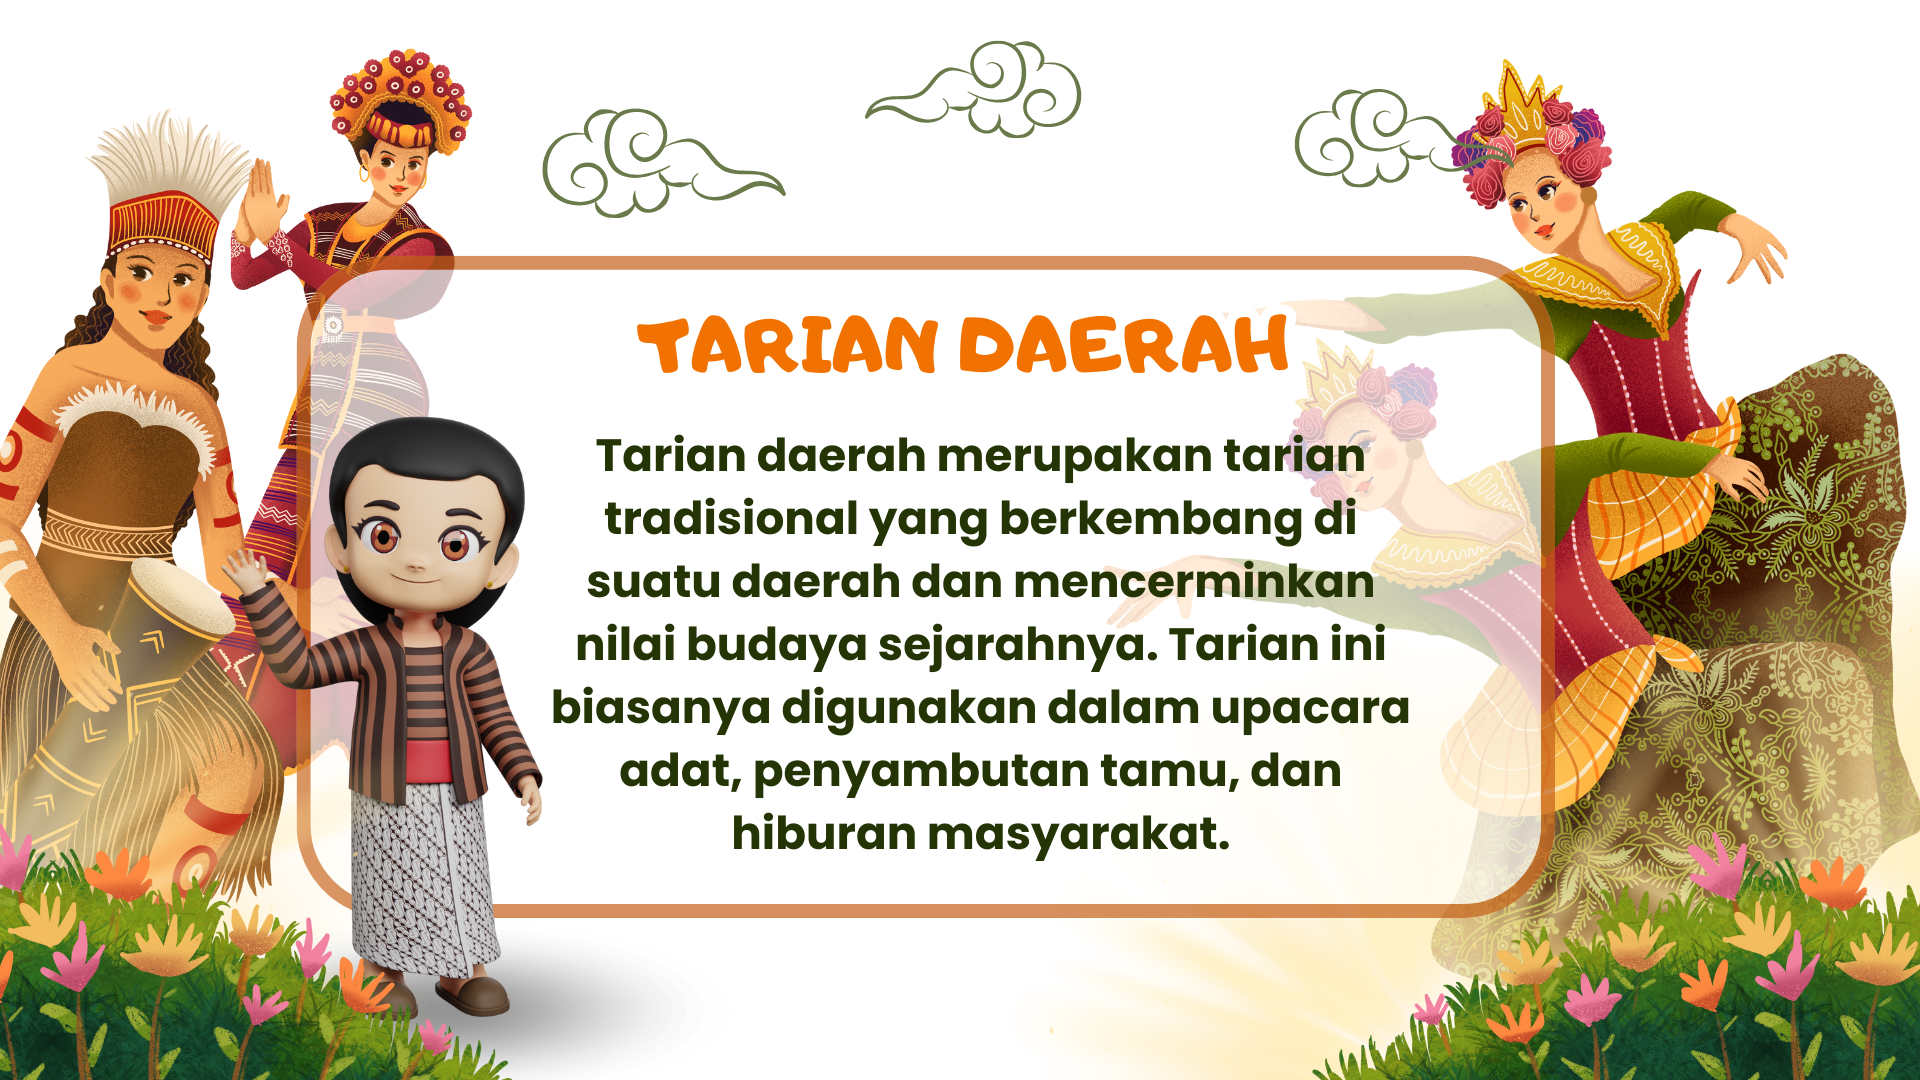 TARIAN DAERAH
Tarian daerah merupakan tarian
tradisional yang berkembang di
suatu daerah dan mencerminkan
nilai budaya sejarahnya. Tarian ini
biasanya digunakan dalam upacara
adat, penyambutan tamu, dan
hiburan masyarakat.